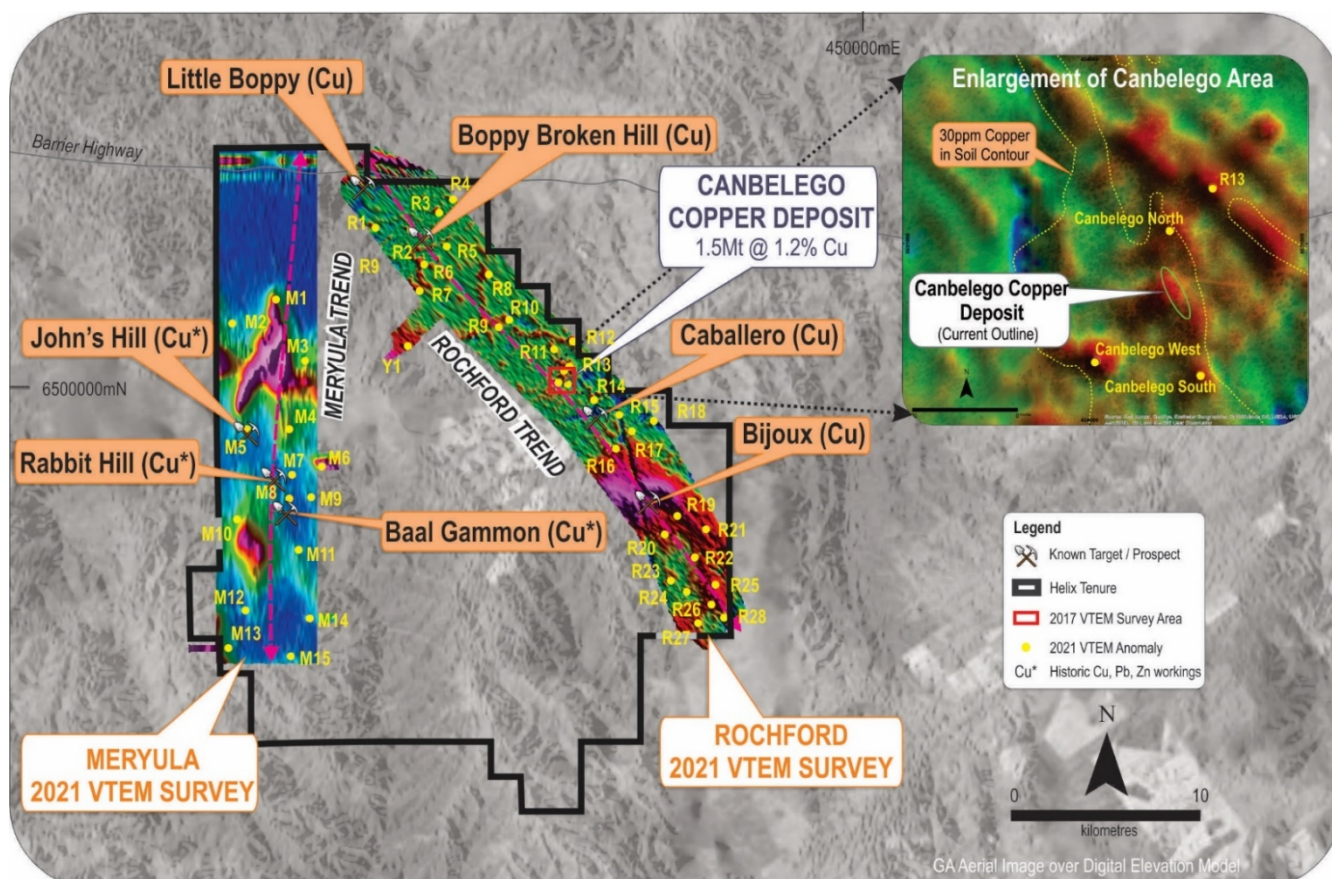 450000mE
Little Boppy (Cu)
Boppy Broken Hill (Cu)
Barrier Highway
CANBELEGO
COPPER DEPOSIT
1.5Mt @ 1.2% Cu
R4
R3
R1
R2
R5
R9
R6
R7
R8
R10
R9
R12
R11
R13
R14
Y1
MERYULA TREND
ROCHFORD TREND
M1
M2
M3
John's Hill (Cu*)
6500000mN
M4
M5
Caballero (Cu)
R15
R18
R17
R16
Bijoux (Cu)
Rabbit Hill (Cu*)
M7
M6
M8
M9
Baal Gammon (Cu*)
M10
M11
M12
M14
M13
M15
R19
R21
R20
R22
R23
R25
R24
R26
R28
R27
MERYULA
2021 VTEM SURVEY
ROCHFORD
2021 VTEM SURVEY
Enlargement of Canbelego Area
30ppm Copper
in Soil Contour
R13
Canbelego North
Canbelego Copper
Deposit
(Current Outline)
Canbelego West
Canbelego South
Legend
Known Target / Prospect
Helix Tenure
2017 VTEM Survey Area
2021 VTEM Anomaly
Cu* Historic Cu, Pb, Zn workings
N
0 10
kilometres
GA Aerial Image over Digital Elevation Model